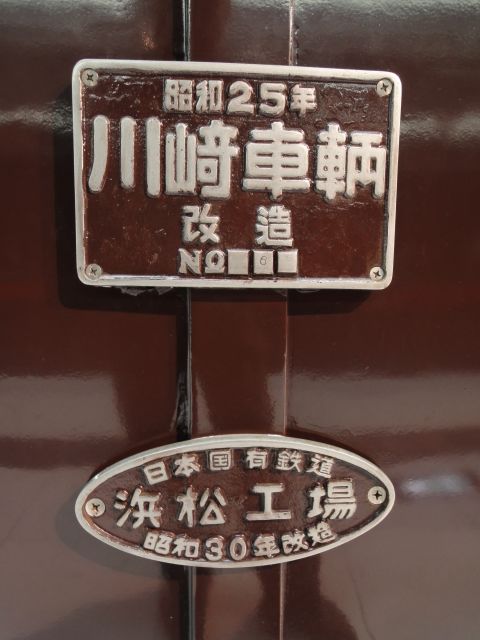 昭和25年
川崎車輌
改造
NO 6
日本国有鉄道
浜松工場
昭和30年改造